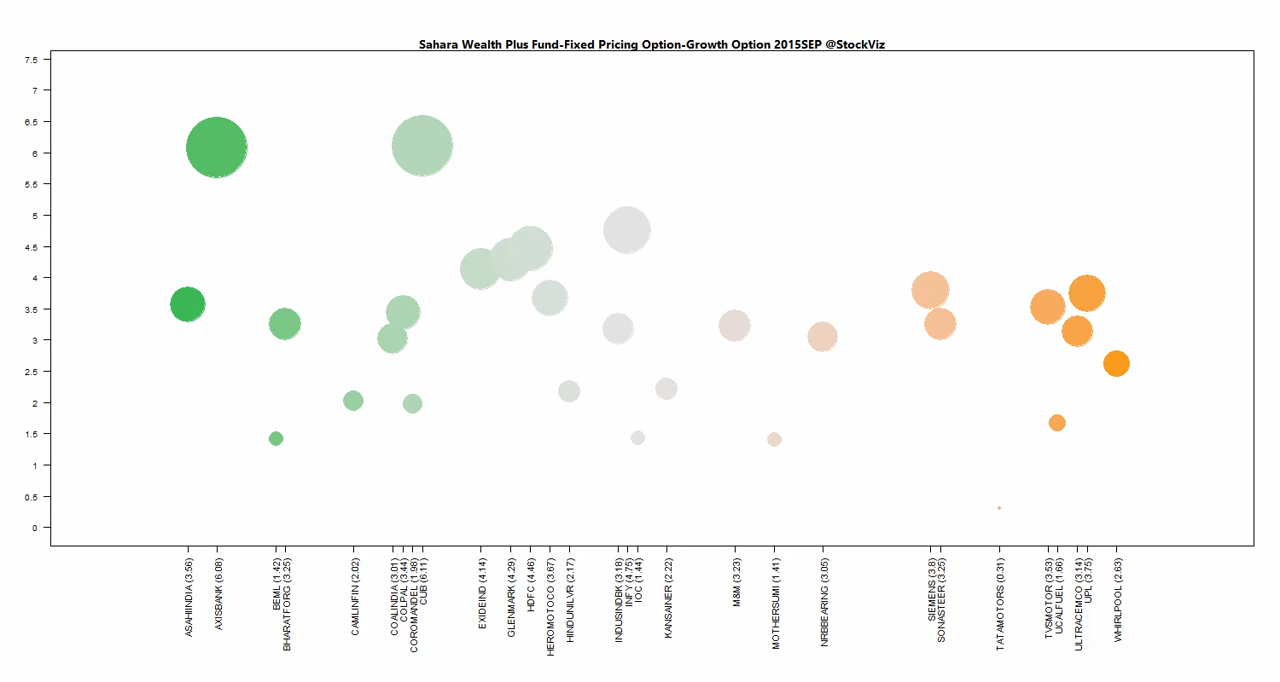 Sahara Wealth Plus Fund-Fixed Pricing Option-Growth Option 2015SEP @StockViz
7.5
7
6.5
6
5.5
5
4.5
4
3.5
3
2.5
2
1.5
1
0.5
0
ASAHIINDIA (3.56)
AXISBANK (6.08)
BEML (1.42)
BHARATFORG (3.25)
CAMLINFIN (2.02)
COALINDIA (3.01)
COLPAL (3.44)
COROMANDEL (1.98)
CUB (6.11)
EXIDEIND (4.14)
GLENMARK (4.29)
HDFC (4.46)
HEROMOTOCO (3.67)
HINDUNILVR (2.17)
INDUSINDBK (3.18)
INFY (4.75)
IOC (1.44)
KANSAINER (2.22)
M&M (3.23)
MOTHERSUMI (1.41)
NRBBEARING (3.05)
SIEMENS (3.8)
SONASTEER (3.25)
TATAMOTORS (0.31)
TVSMOTOR (3.53)
UCALFUEL (1.66)
ULTRACEMCO (3.14)
UPL (3.75)
WHIRLPOOL (2.63)